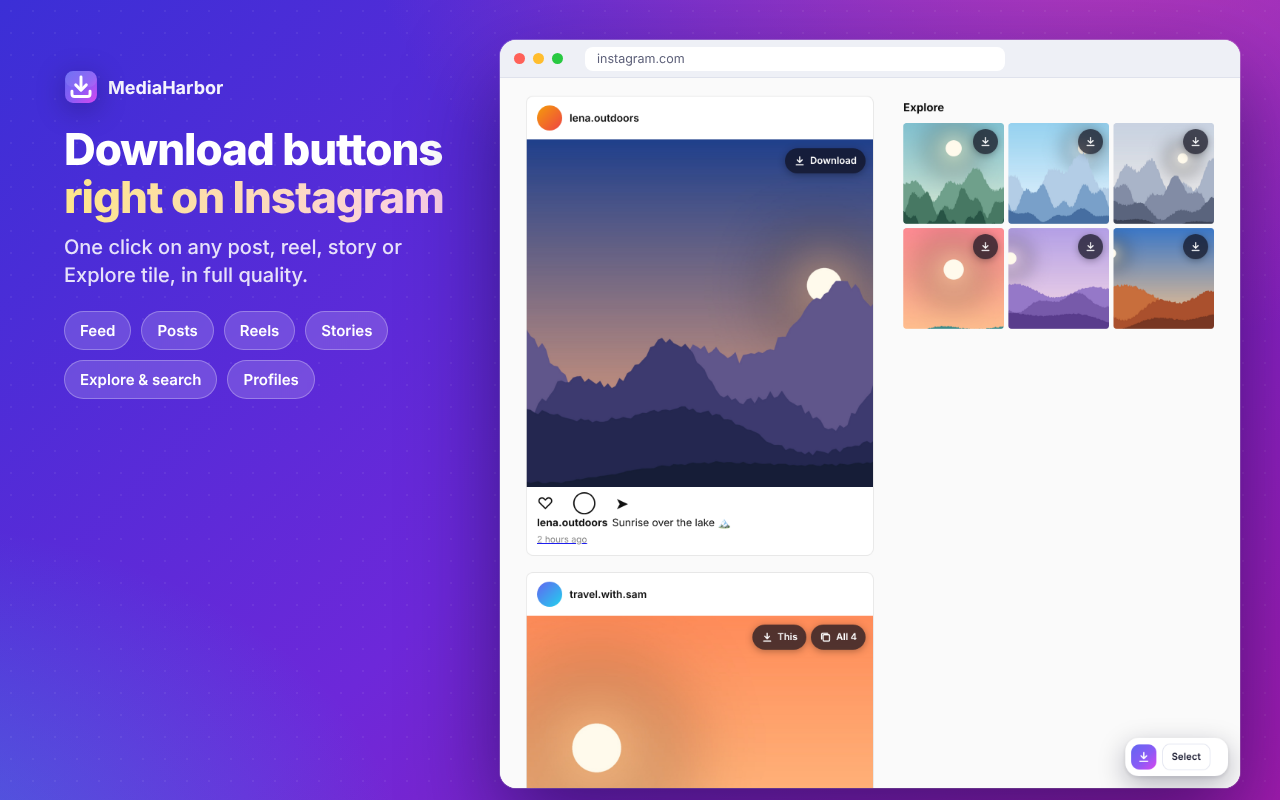 MediaHarbor
Download buttons
right on Instagram
One click on any post, reel, story or
Explore tile, in full quality.
Feed
Posts
Reels
Stories
Explore & search
Profiles
instagram.com
lena.outdoors
Download
lena.outdoors Sunrise over the lake 🏔️
2 hours ago
travel.with.sam
This
All 4
Explore
Select